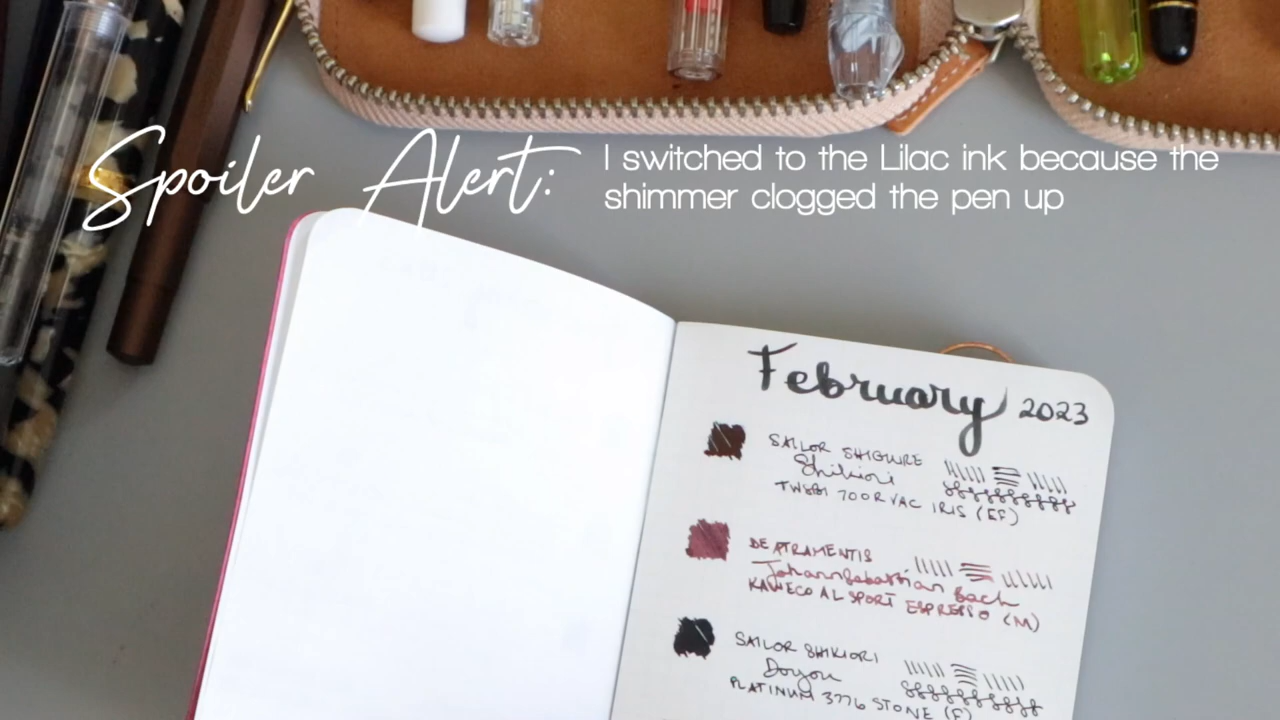 Spoiler Alert:
I switched to the Lilac ink because the
shimmer clogged the pen up
February 2023
SAILOR SHIGURE
Shikiori
TWSBI 700R VAC IRIS (EF)
DE ATRAMENTIS
Johann Sebastian Bach
KAWECO AL SPORT ESPRESSO (M)
SAILOR SHIKIORI
Doyou
PLATINUM 3776 STONE (F)